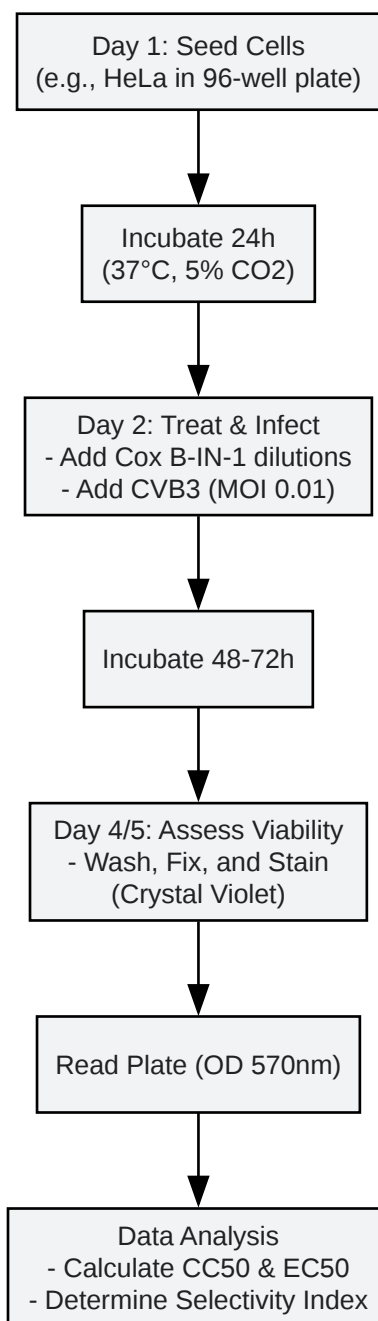 Day 1: Seed Cells
(e.g., HeLa in 96-well plate)
Incubate 24h
(37°C, 5% CO2)
Day 2: Treat & Infect
- Add Cox B-IN-1 dilutions
- Add CVB3 (MOI 0.01)
Incubate 48-72h
Day 4/5: Assess Viability
- Wash, Fix, and Stain
(Crystal Violet)
Read Plate (OD 570nm)
Data Analysis
- Calculate CC50 & EC50
- Determine Selectivity Index